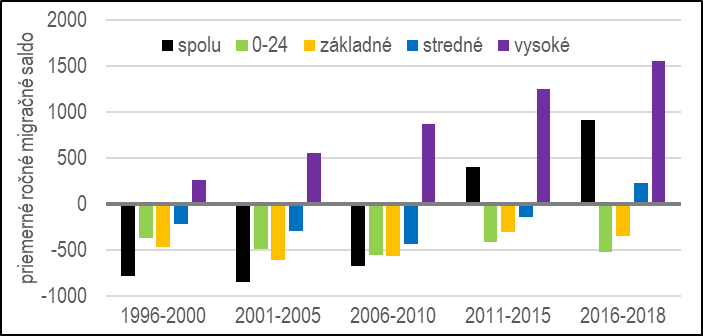 priemerné ročné migračné saldo
2000
1500
1000
500
0
-500
-1000
spolu 0-24 základné stredné vysoké
1996-2000 2001-2005 2006-2010 2011-2015 2016-2018